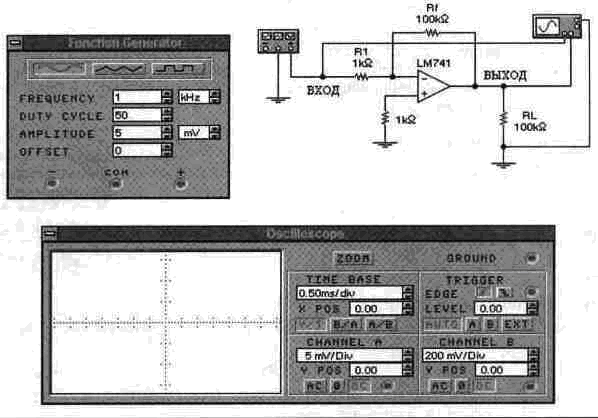 Function Generator
FREQUENCY 1 kHz
DUTY CYCLE 50
AMPLITUDE 5 mV
OFFSET 0
- COM +
Rf
100kΩ
R1
1kΩ
LM741
ВХОД
ВЫХОД
1kΩ
RL
100kΩ
Oscilloscope
ZOOM
GROUND
TIME BASE
0.50ms/div
X POS 0.00
Y/T B/A A/B
TRIGGER
EDGE
LEVEL 0.00
AUTO A B EXT
CHANNEL A
5 mV/Div
Y POS 0.00
AC 0 DC
CHANNEL B
200 mV/Div
Y POS 0.00
AC 0 DC